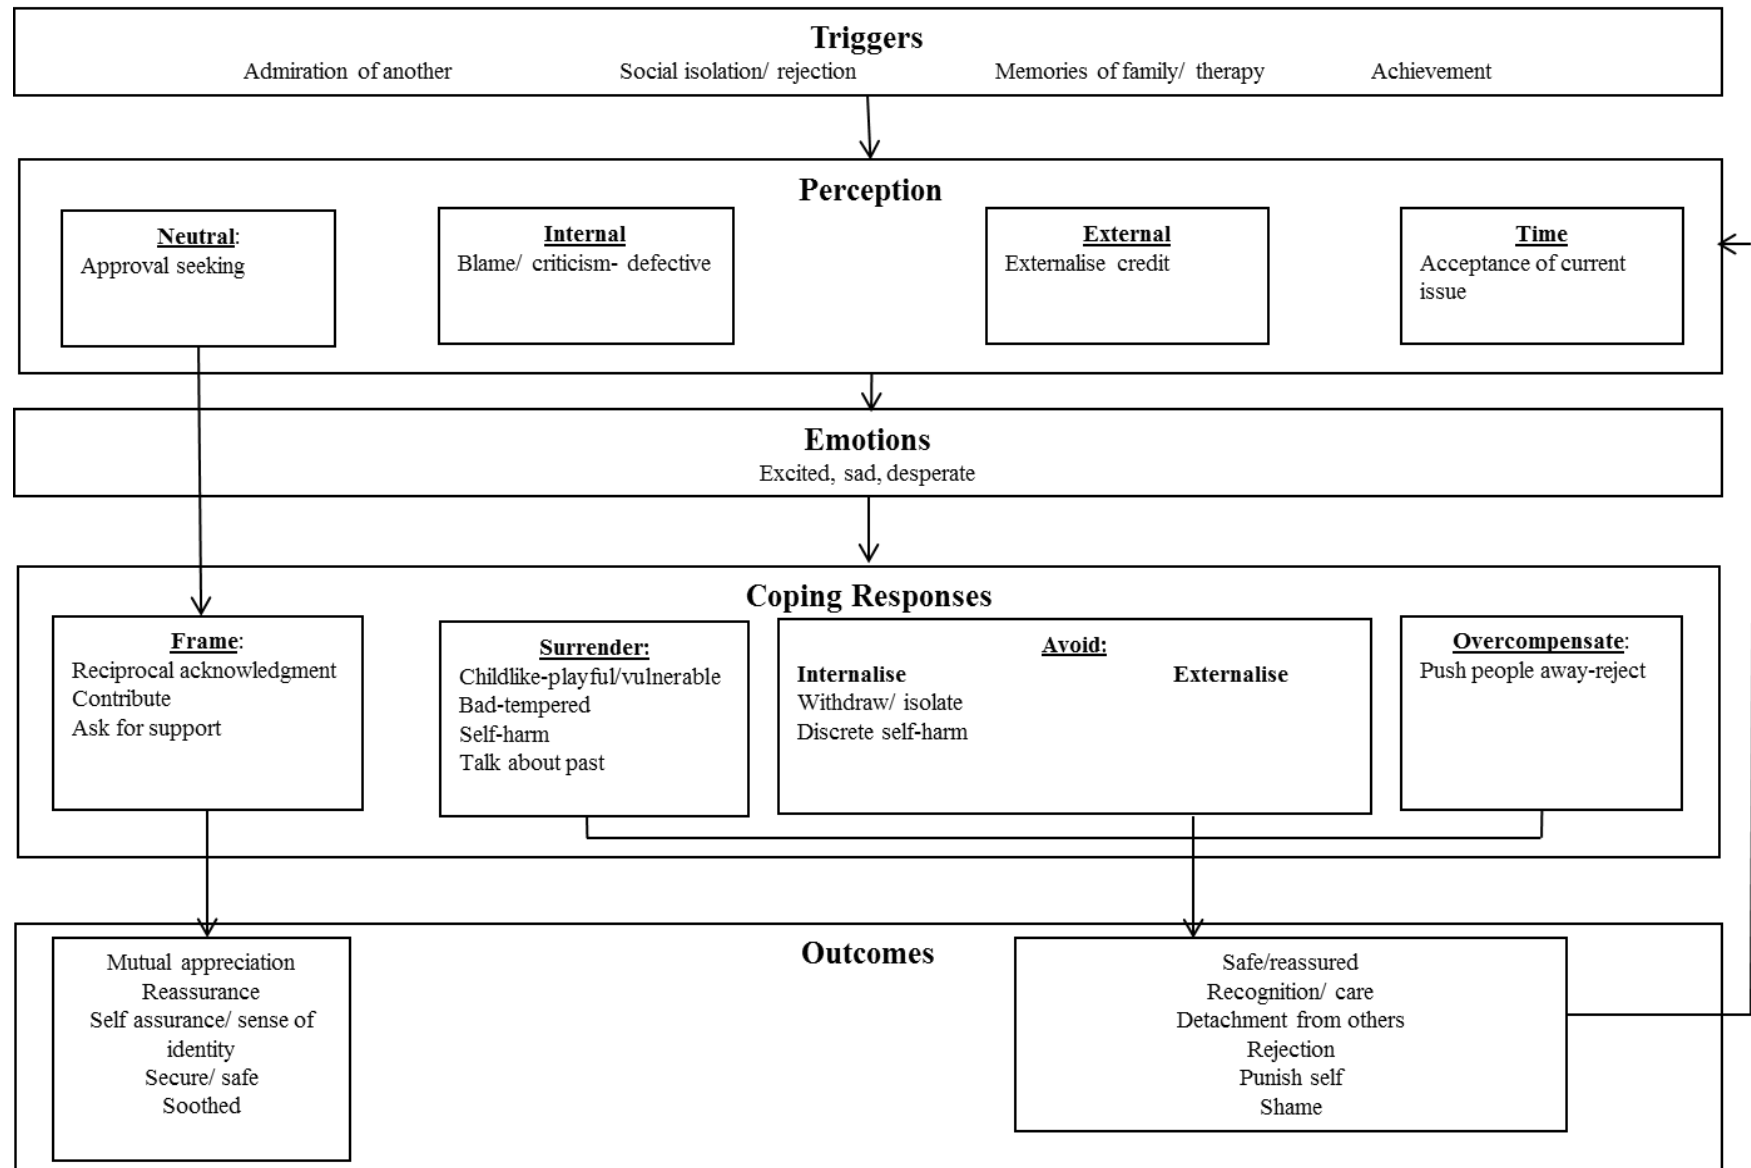 Triggers
Admiration of another Social isolation/ rejection Memories of family/ therapy Achievement
Perception
Neutral:
Approval seeking
Internal
Blame/ criticism- defective
External
Externalise credit
Time
Acceptance of current
issue
Emotions
Excited, sad, desperate
Coping Responses
Frame:
Reciprocal acknowledgment
Contribute
Ask for support
Surrender:
Childlike-playful/vulnerable
Bad-tempered
Self-harm
Talk about past
Avoid:
Internalise Externalise
Withdraw/ isolate
Discrete self-harm
Overcompensate:
Push people away-reject
Outcomes
Mutual appreciation
Reassurance
Self assurance/ sense of
identity
Secure/ safe
Soothed
Safe/reassured
Recognition/ care
Detachment from others
Rejection
Punish self
Shame